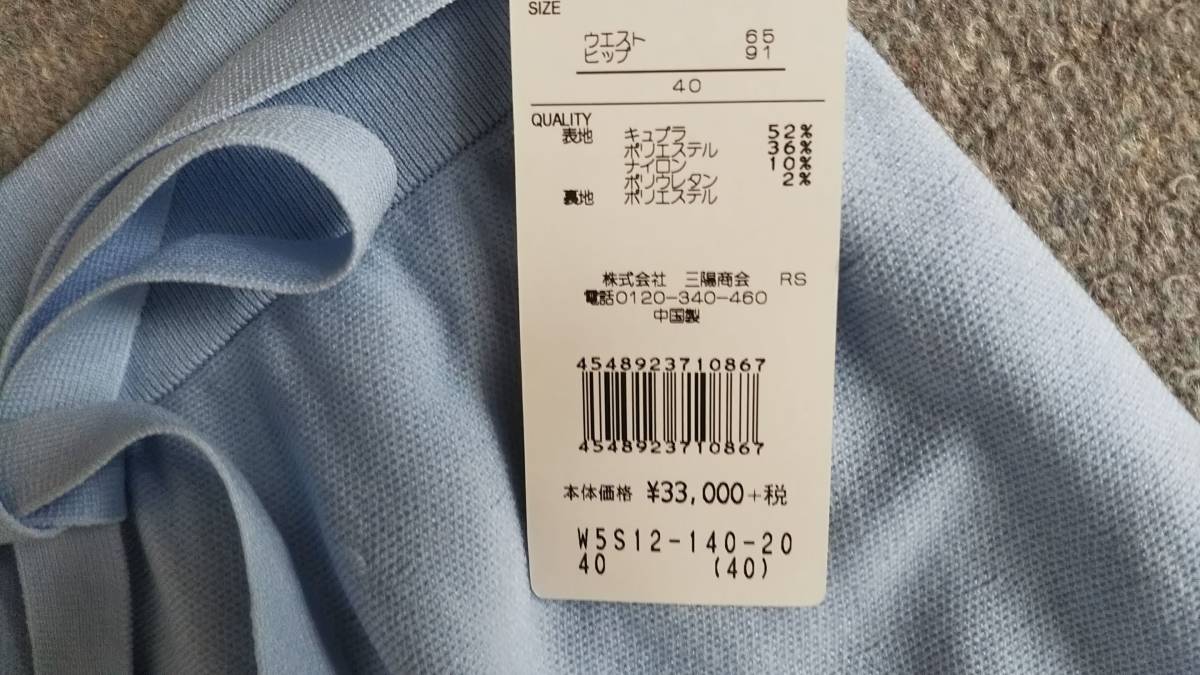 SIZE
ウエスト 65
ヒップ 91
40
QUALITY
表地 キュプラ 52%
ポリエステル 36%
ナイロン 10%
ポリウレタン 2%
裏地 ポリエステル
株式会社 三陽商会 RS
電話0120-340-460
中国製
4548923710867
4548923710867
本体価格 ¥33,000+税
W5S12-140-20
40 (40)